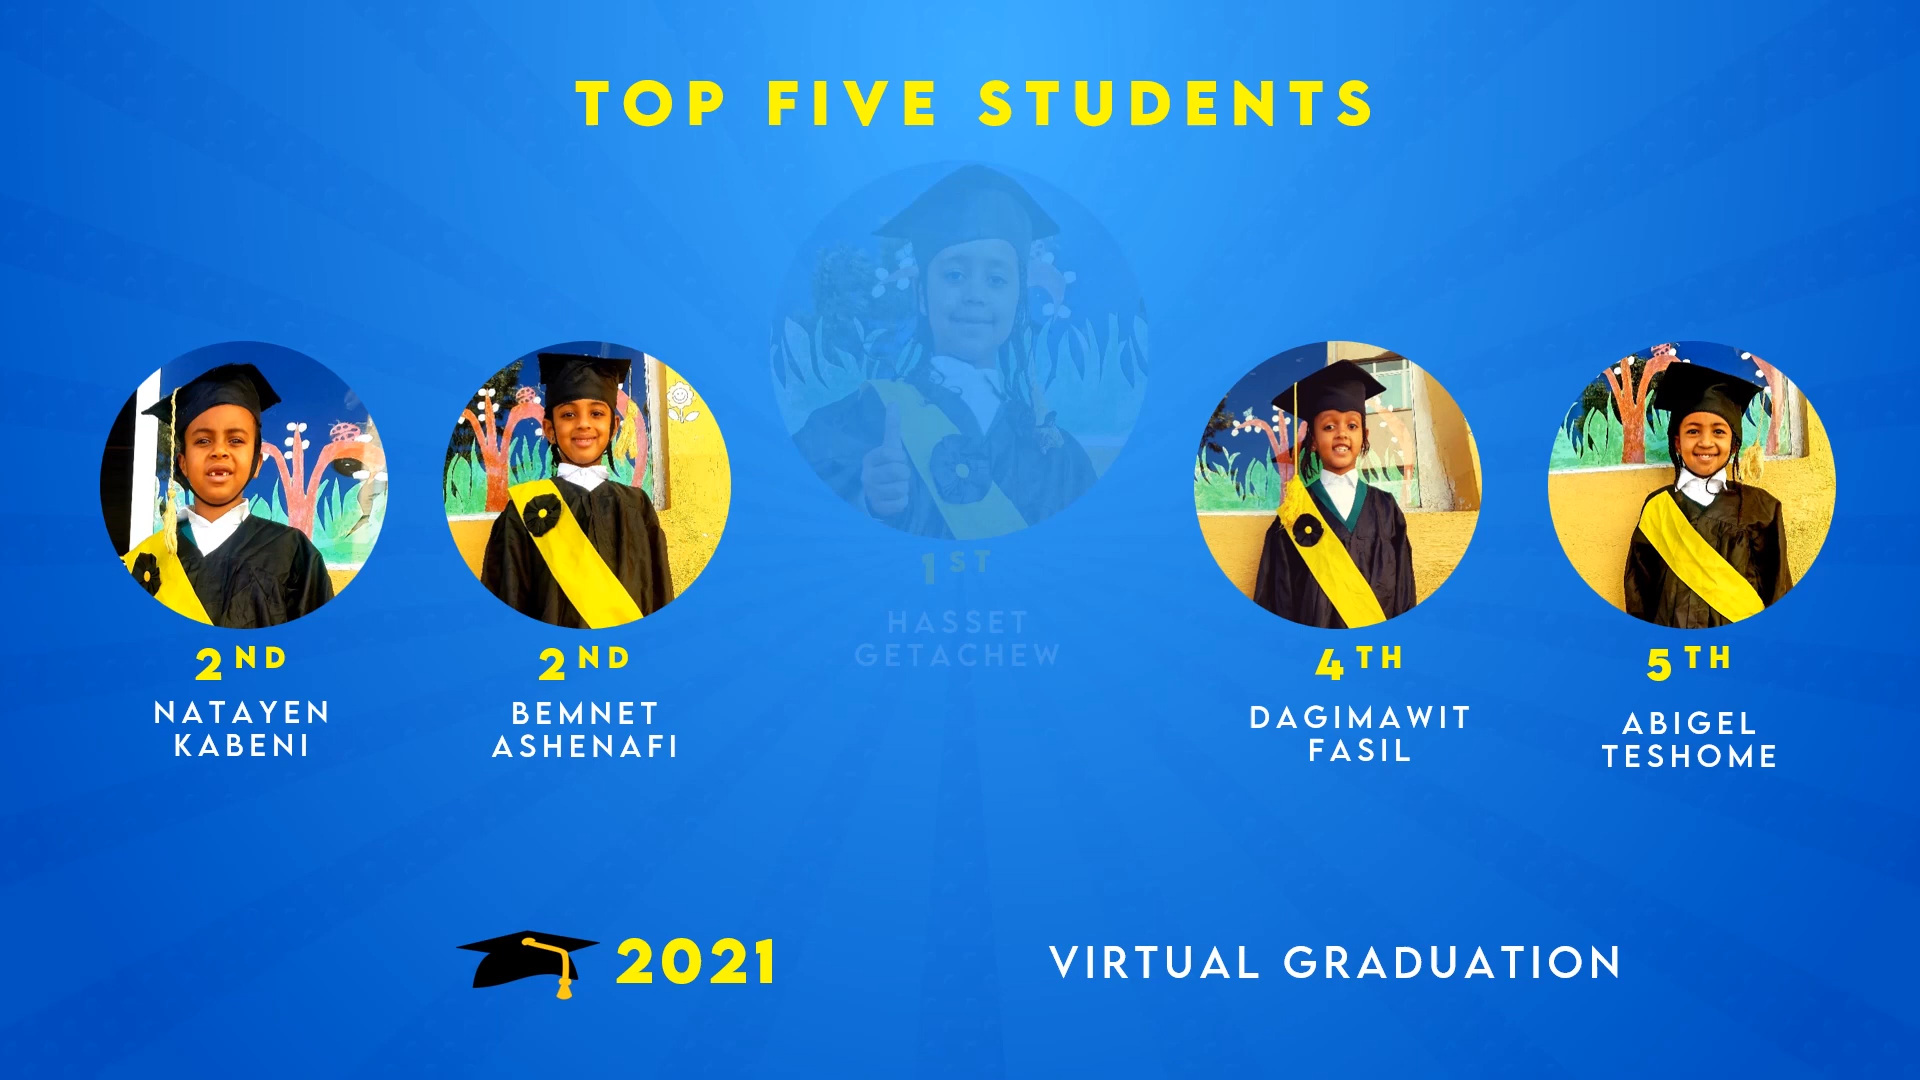 TOP FIVE STUDENTS
1ST
HASSET
GETACHEW
2ND
NATAYEN
KABENI
2ND
BEMNET
ASHENAFI
4TH
DAGIMAWIT
FASIL
5TH
ABIGEL
TESHOME
2021
VIRTUAL GRADUATION